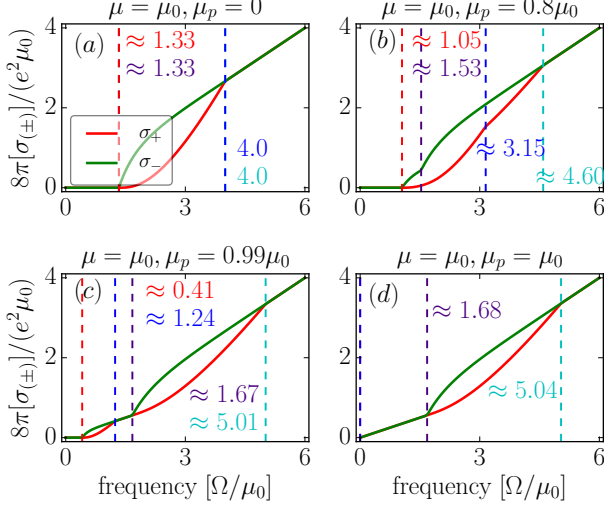 μ = μ₀, μₚ = 0
μ = μ₀, μₚ = 0.8μ₀
8π[σ₍±₎]/(e²μ₀)
4
2
0
(a)
≈ 1.33
≈ 1.33
σ₊
σ₋
4.0
4.0
0
3
6
4
2
0
(b)
≈ 1.05
≈ 1.53
≈ 3.15
≈ 4.60
0
3
6
μ = μ₀, μₚ = 0.99μ₀
μ = μ₀, μₚ = μ₀
8π[σ₍±₎]/(e²μ₀)
4
2
0
(c)
≈ 0.41
≈ 1.24
≈ 1.67
≈ 5.01
0
3
6
frequency [Ω/μ₀]
4
2
0
(d)
≈ 1.68
≈ 5.04
0
3
6
frequency [Ω/μ₀]